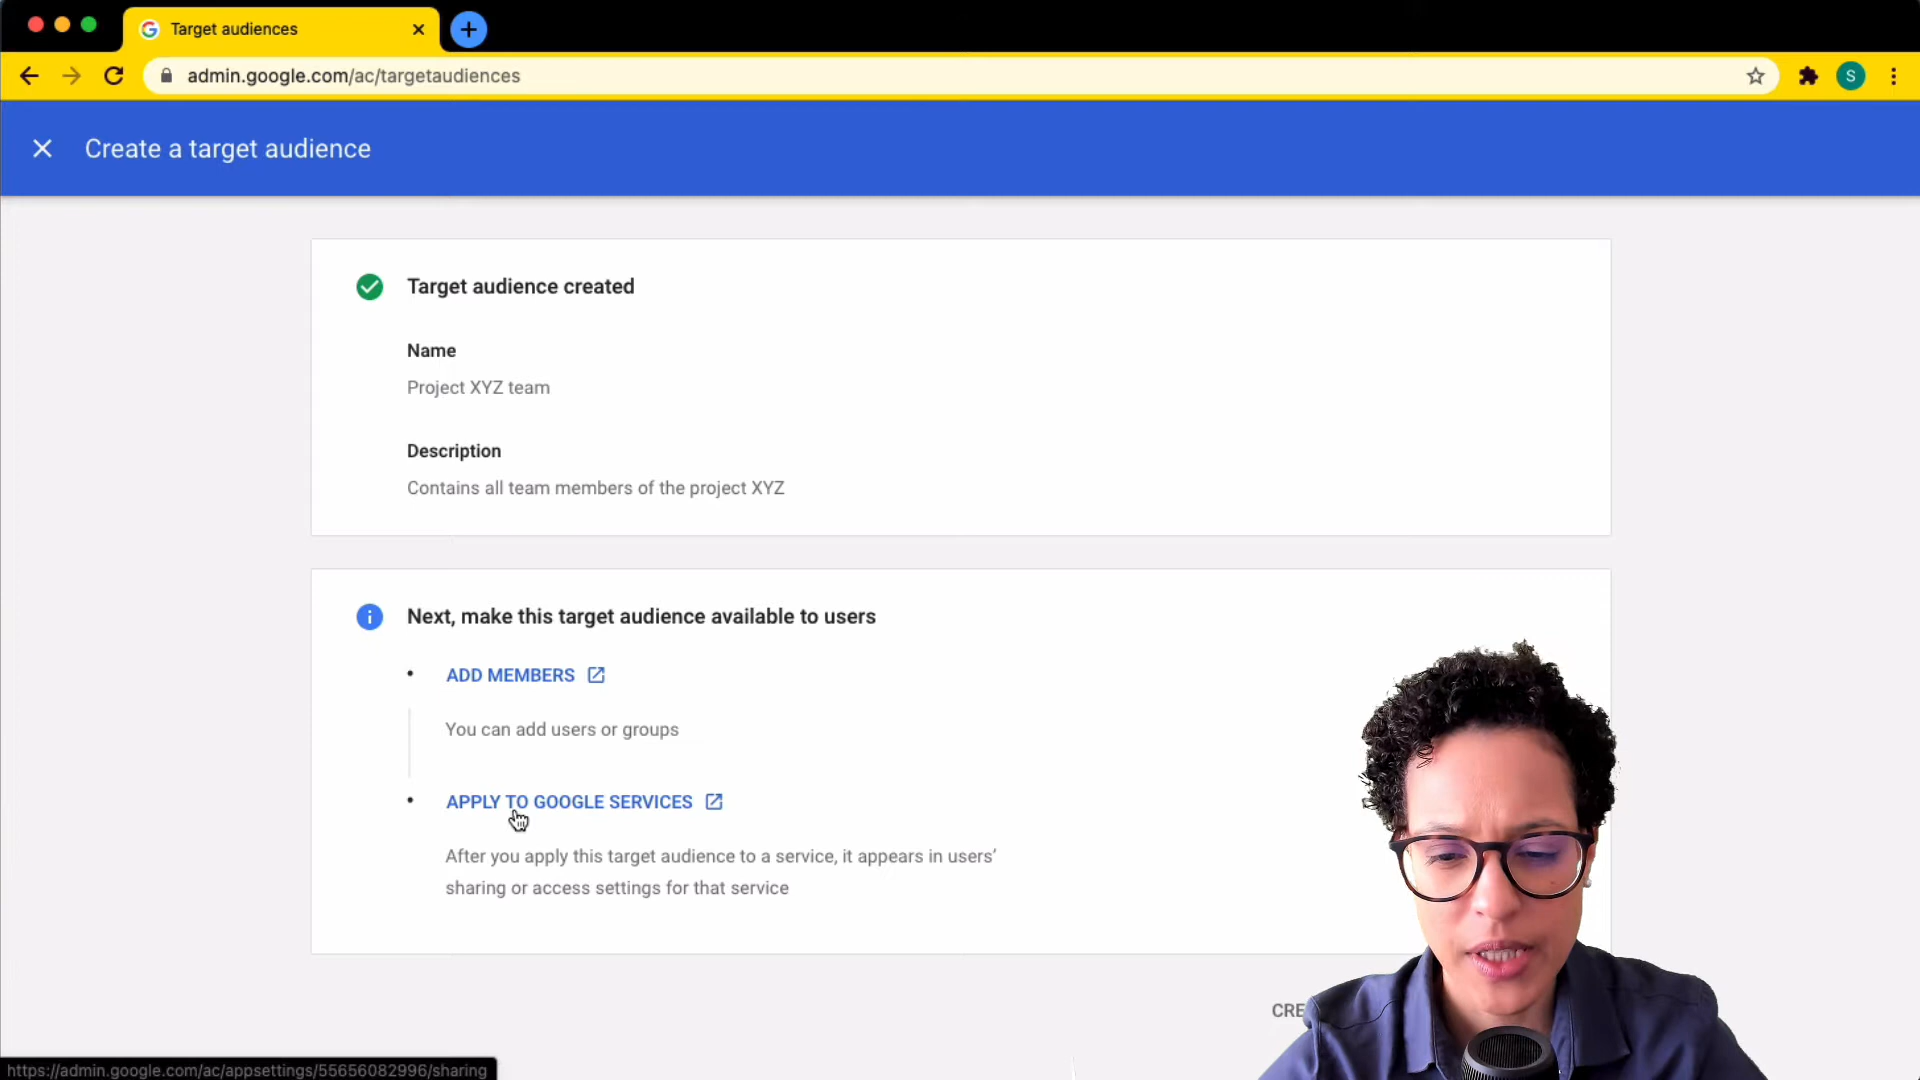 Target audiences
admin.google.com/ac/targetaudiences
S
Create a target audience
Target audience created
Name
Project XYZ team
Description
Contains all team members of the project XYZ
Next, make this target audience available to users
• ADD MEMBERS
You can add users or groups
• APPLY TO GOOGLE SERVICES
After you apply this target audience to a service, it appears in users'
sharing or access settings for that service
CRE
https://admin.google.com/ac/appsettings/55656082996/sharing